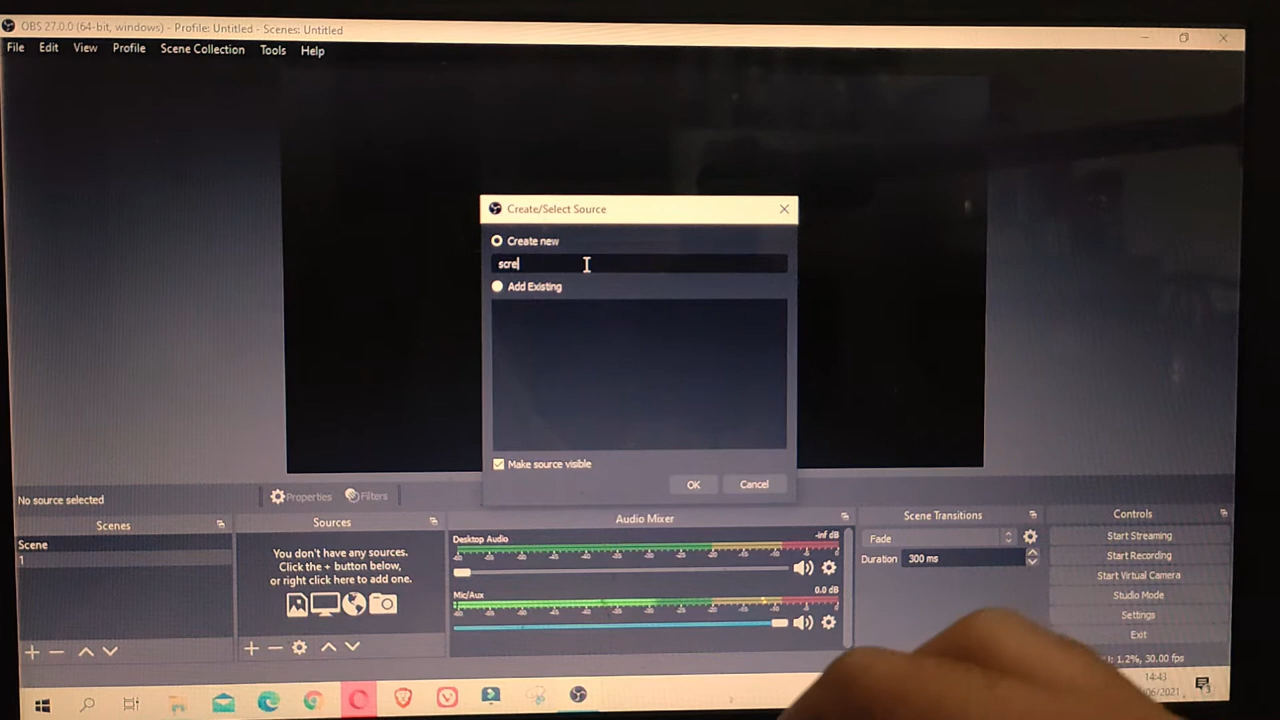 OBS 27.0.0 (64-bit, windows) - Profile: Untitled - Scenes: Untitled
File Edit View Profile Scene Collection Tools Help
Create/Select Source
Create new
scre
Add Existing
Make source visible
OK Cancel
No source selected
Properties Filters
Scenes
Scene
1
Sources
You don't have any sources.
Click the + button below,
or right click here to add one.
Audio Mixer
Desktop Audio -inf dB
Mic/Aux 0.0 dB
Scene Transitions
Fade
Duration 300 ms
Controls
Start Streaming
Start Recording
Start Virtual Camera
Studio Mode
Settings
Exit
1.2%, 30.00 fps
14:43
06/2021